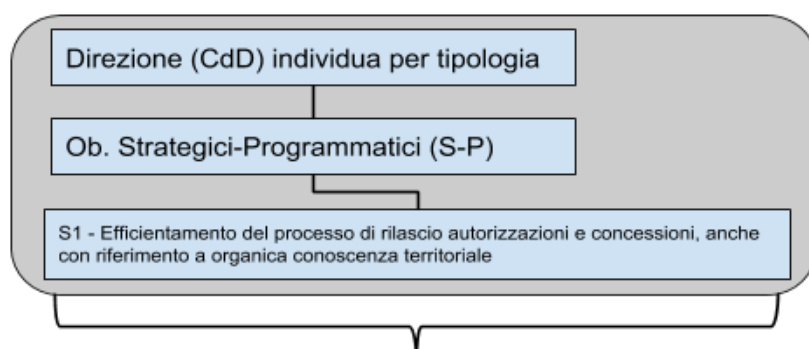 Direzione (CdD) individua per tipologia
Ob. Strategici-Programmatici (S-P)
S1 - Efficientamento del processo di rilascio autorizzazioni e concessioni, anche
con riferimento a organica conoscenza territoriale